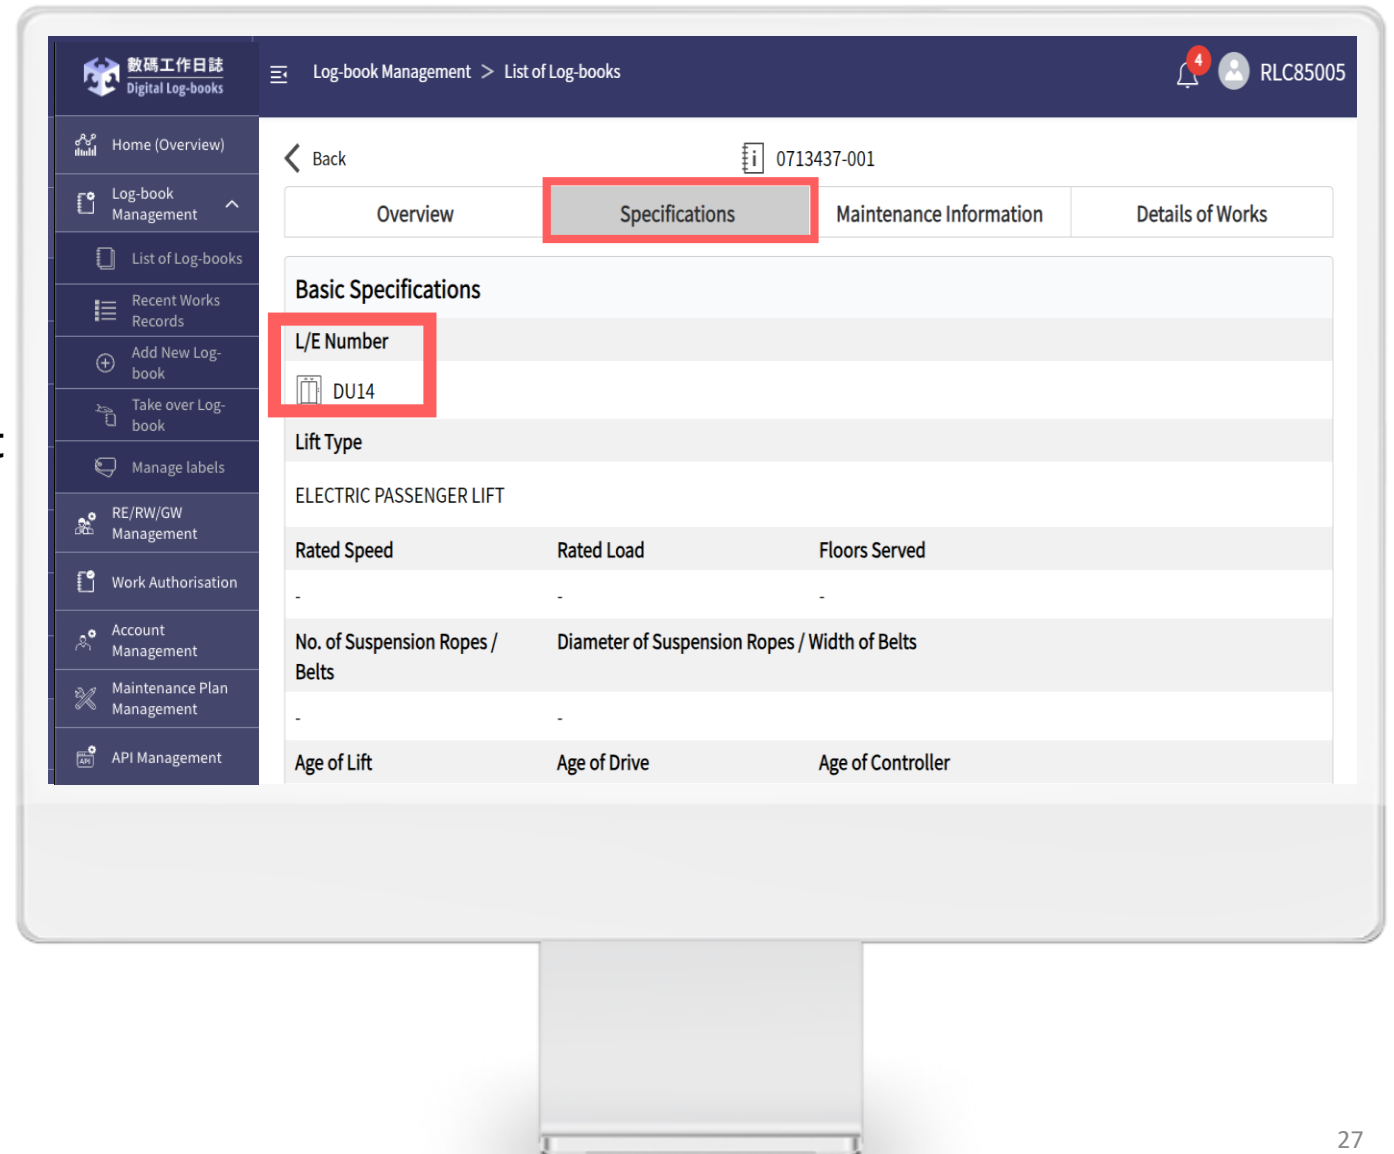 數碼工作日誌
Digital Log-books
Log-book Management > List of Log-books
4
RLC85005
Home (Overview)
Log-book
Management
List of Log-books
Recent Works
Records
Add New Log-
book
Take over Log-
book
Manage labels
RE/RW/GW
Management
Work Authorisation
Account
Management
Maintenance Plan
Management
API
API Management
Back
0713437-001
Overview
Specifications
Maintenance Information
Details of Works
Basic Specifications
L/E Number
DU14
Lift Type
ELECTRIC PASSENGER LIFT
Rated Speed
Rated Load
Floors Served
-
-
-
No. of Suspension Ropes /
Belts
Diameter of Suspension Ropes / Width of Belts
-
-
Age of Lift
Age of Drive
Age of Controller
t
27